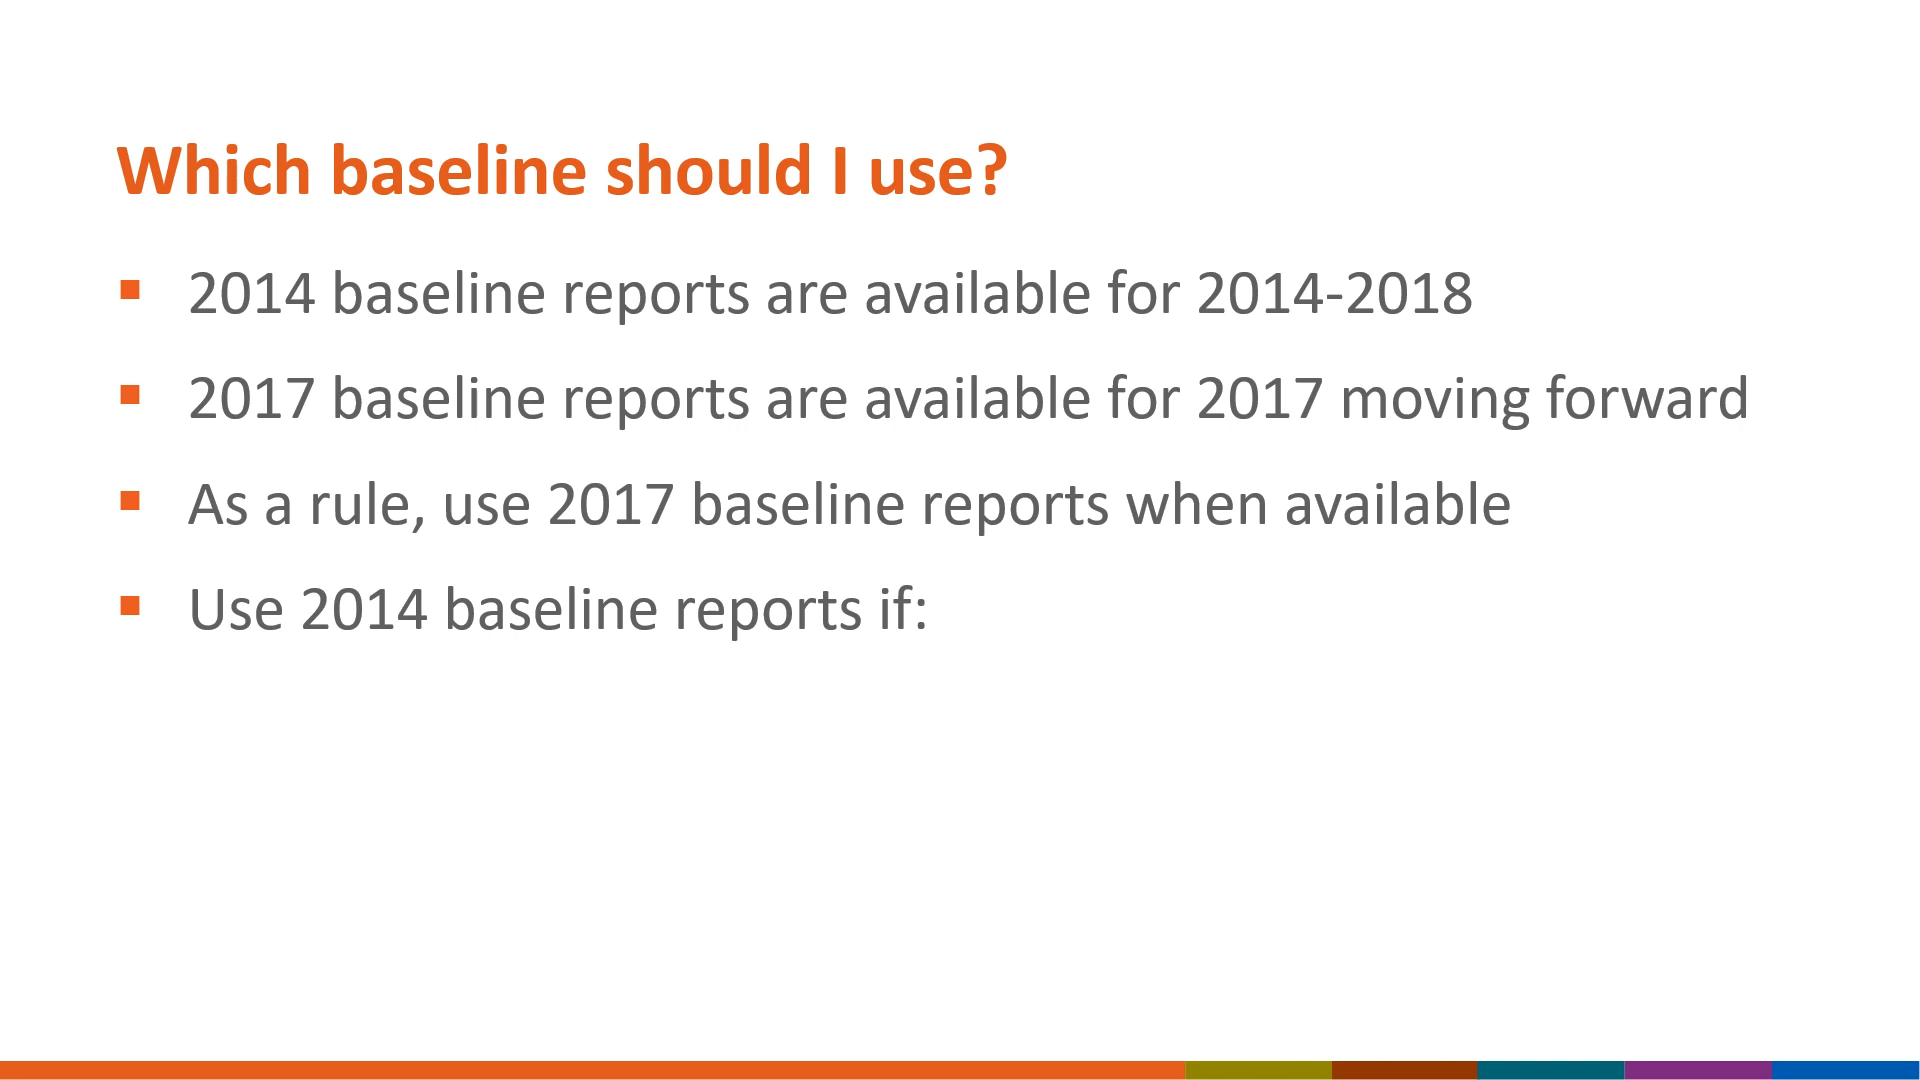 Which baseline should I use?
▪ 2014 baseline reports are available for 2014-2018
▪ 2017 baseline reports are available for 2017 moving forward
▪ As a rule, use 2017 baseline reports when available
▪ Use 2014 baseline reports if: